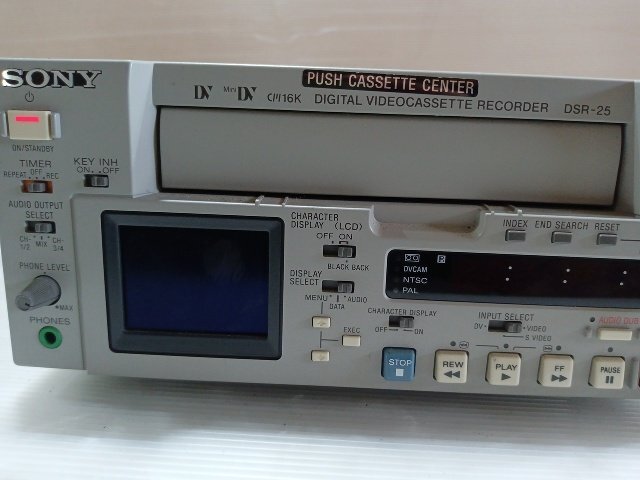 SONY
PUSH CASSETTE CENTER
DV Mini DV CM16K DIGITAL VIDEOCASSETTE RECORDER DSR-25
ON/STANDBY
TIMER
REPEAT OFF REC
KEY INH
ON OFF
AUDIO OUTPUT
SELECT
CH-1/2 MIX CH-3/4
PHONE LEVEL
MAX
PHONES
CHARACTER
DISPLAY (LCD)
OFF ON
BLACK BACK
DISPLAY
SELECT
MENU AUDIO
DATA
EXEC
CHARACTER DISPLAY
OFF ON
INDEX END SEARCH RESET
DVCAM
NTSC
PAL
INPUT SELECT
DV VIDEO
S VIDEO
AUDIO DUB
STOP
REW
PLAY
FF
PAUSE